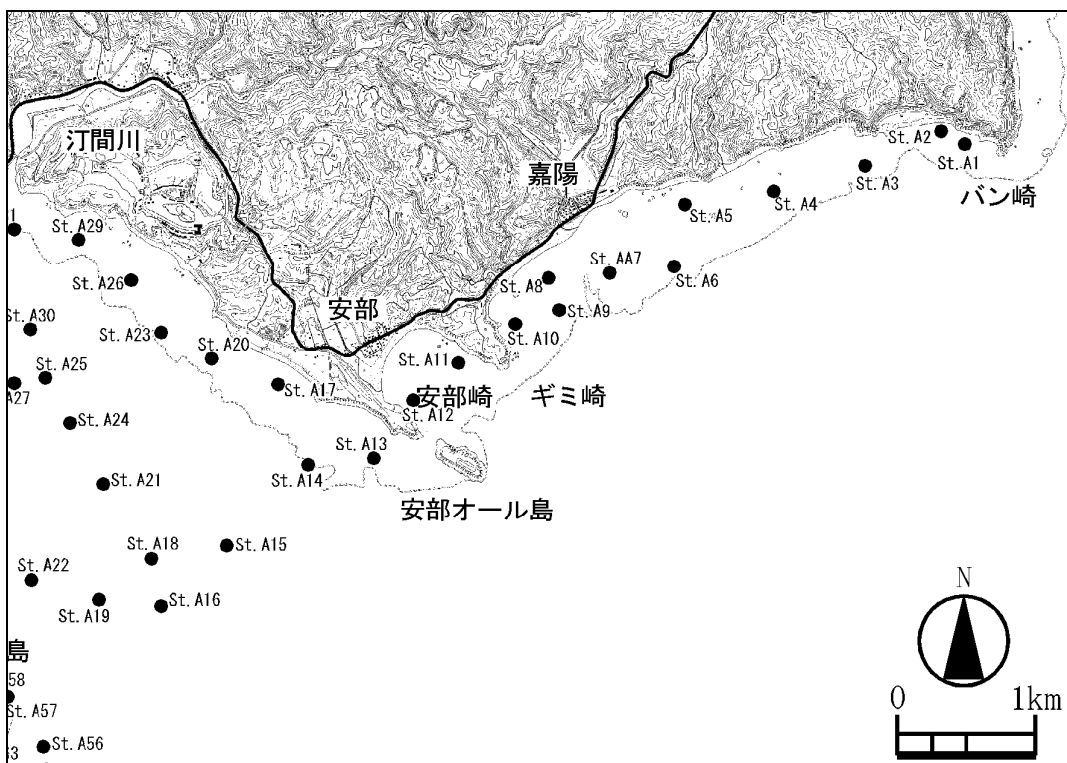 St. A2
St. A1
汀間川
嘉陽
St. A3
バン崎
St. A4
St. A5
1
St. A29
St. AA7
St. A6
St. A26
St. A8
安部
St. A9
St. A30
St. A23
St. A10
St. A20
St. A11
St. A25
St. A17
A27
安部崎
ギミ崎
St. A12
St. A24
St. A13
St. A14
St. A21
安部オール島
St. A18
St. A15
St. A22
N
St. A19
St. A16
島
58
0
1km
St. A57
St. A56